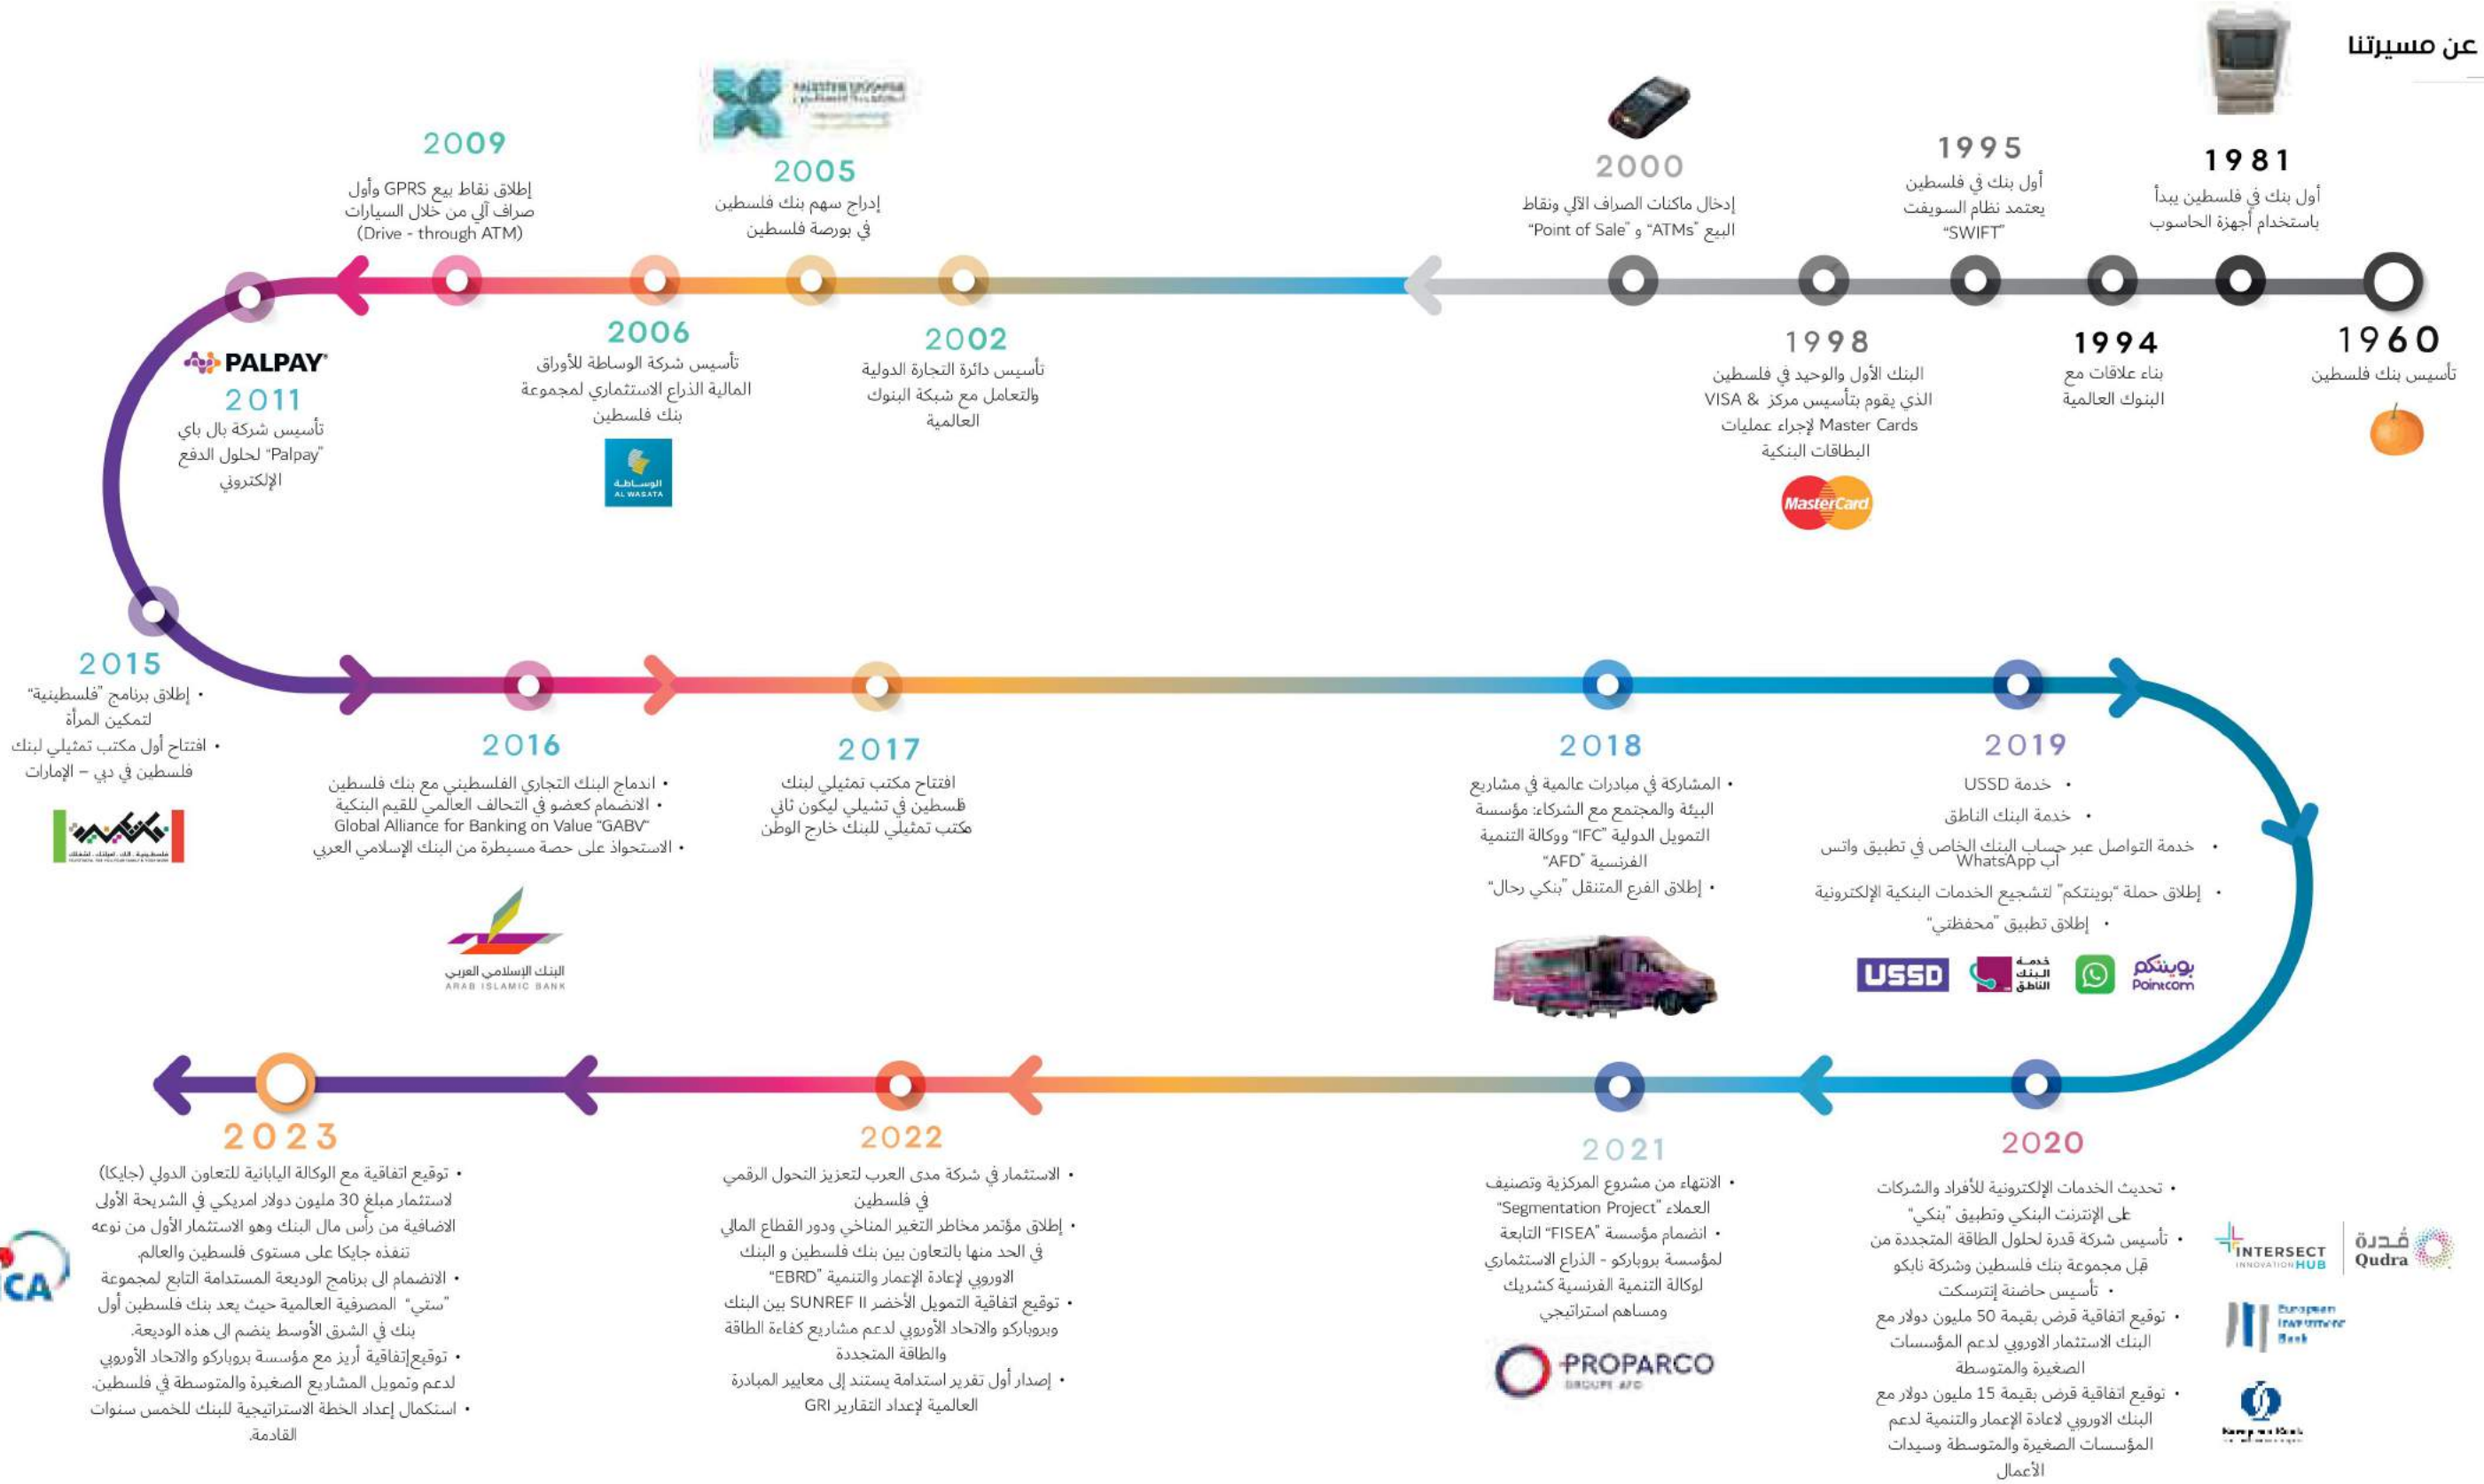 عن مسيرتنا
1960
تأسيس بنك فلسطين
1981
أول بنك في فلسطين يبدأ
باستخدام أجهزة الحاسوب
1994
بناء علاقات مع
البنوك العالمية
1995
أول بنك في فلسطين
يعتمد نظام السويفت
"SWIFT"
1998
البنك الأول والوحيد في فلسطين
الذي يقوم بتأسيس مركز VISA &
Master Cards لإجراء عمليات
البطاقات البنكية
MasterCard
2000
إدخال ماكنات الصراف الآلي ونقاط
البيع "ATMs" و "Point of Sale"
2002
تأسيس دائرة التجارة الدولية
والتعامل مع شبكة البنوك
العالمية
2005
إدراج سهم بنك فلسطين
في بورصة فلسطين
2006
تأسيس شركة الوساطة للأوراق
المالية الذراع الاستثماري لمجموعة
بنك فلسطين
الوساطة
AL WASATA
2009
إطلاق نقاط بيع GPRS وأول
صراف آلي من خلال السيارات
(Drive - through ATM)
PALPAY
2011
تأسيس شركة بال باي
"Palpay" لحلول الدفع
الإلكتروني
2015
• إطلاق برنامج "فلسطينية"
لتمكين المرأة
• افتتاح أول مكتب تمثيلي لبنك
فلسطين في دبي – الإمارات
2016
• اندماج البنك التجاري الفلسطيني مع بنك فلسطين
• الانضمام كعضو في التحالف العالمي للقيم البنكية
Global Alliance for Banking on Value "GABV"
• الاستحواذ على حصة مسيطرة من البنك الإسلامي العربي
البنك الإسلامي العربي
ARAB ISLAMIC BANK
2017
افتتاح مكتب تمثيلي لبنك
فلسطين في تشيلي ليكون ثاني
مكتب تمثيلي للبنك خارج الوطن
2018
• المشاركة في مبادرات عالمية في مشاريع
البيئة والمجتمع مع الشركاء: مؤسسة
التمويل الدولية "IFC" ووكالة التنمية
الفرنسية "AFD"
• إطلاق الفرع المتنقل "بنكي رحال"
2019
• خدمة USSD
• خدمة البنك الناطق
• خدمة التواصل عبر حساب البنك الخاص في تطبيق واتس
آب WhatsApp
• إطلاق حملة "بوينتكم" لتشجيع الخدمات البنكية الإلكترونية
• إطلاق تطبيق "محفظتي"
بوينتكم
Pointcom
خدمة
البنك
الناطق
USSD
2020
• تحديث الخدمات الإلكترونية للأفراد والشركات
على الإنترنت البنكي وتطبيق "بنكي"
• تأسيس شركة قدرة لحلول الطاقة المتجددة من
قبل مجموعة بنك فلسطين وشركة نابكو
• تأسيس حاضنة إنترسكت
• توقيع اتفاقية قرض بقيمة 50 مليون دولار مع
البنك الاستثمار الاوروبي لدعم المؤسسات
الصغيرة والمتوسطة
• توقيع اتفاقية قرض بقيمة 15 مليون دولار مع
البنك الاوروبي لاعادة الإعمار والتنمية لدعم
المؤسسات الصغيرة والمتوسطة وسيدات
الأعمال
قُدرة
Qudra
INTERSECT
INNOVATION HUB
European
Investment
Bank
European Bank
2021
• الانتهاء من مشروع المركزية وتصنيف
العملاء "Segmentation Project"
• انضمام مؤسسة "FISEA" التابعة
لمؤسسة بروباركو - الذراع الاستثماري
لوكالة التنمية الفرنسية كشريك
ومساهم استراتيجي
PROPARCO
GROUPE AFD
2022
• الاستثمار في شركة مدى العرب لتعزيز التحول الرقمي
في فلسطين
• إطلاق مؤتمر مخاطر التغير المناخي ودور القطاع المالي
في الحد منها بالتعاون بين بنك فلسطين و البنك
الاوروبي لإعادة الإعمار والتنمية "EBRD"
• توقيع اتفاقية التمويل الأخضر SUNREF II بين البنك
وبروباركو والاتحاد الأوروبي لدعم مشاريع كفاءة الطاقة
والطاقة المتجددة
• إصدار أول تقرير استدامة يستند إلى معايير المبادرة
العالمية لإعداد التقارير GRI
2023
• توقيع اتفاقية مع الوكالة اليابانية للتعاون الدولي (جايكا)
لاستثمار مبلغ 30 مليون دولار امريكي في الشريحة الأولى
الاضافية من رأس مال البنك وهو الاستثمار الأول من نوعه
تنفذه جايكا على مستوى فلسطين والعالم.
• الانضمام الى برنامج الوديعة المستدامة التابع لمجموعة
"ستي" المصرفية العالمية حيث يعد بنك فلسطين أول
بنك في الشرق الأوسط ينضم الى هذه الوديعة.
• توقيع إتفاقية أريز مع مؤسسة بروباركو والاتحاد الأوروبي
لدعم وتمويل المشاريع الصغيرة والمتوسطة في فلسطين.
• استكمال إعداد الخطة الاستراتيجية للبنك للخمس سنوات
القادمة.
CA